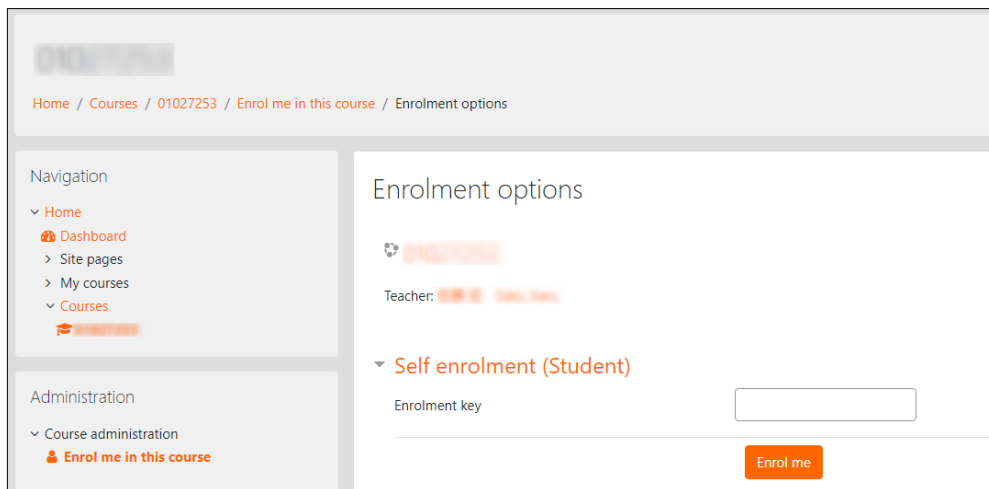 Home / Courses / 01027253 / Enrol me in this course / Enrolment options
Navigation
Home
Dashboard
Site pages
My courses
Courses
Administration
Course administration
Enrol me in this course
Enrolment options
Teacher:
Self enrolment (Student)
Enrolment key
Enrol me